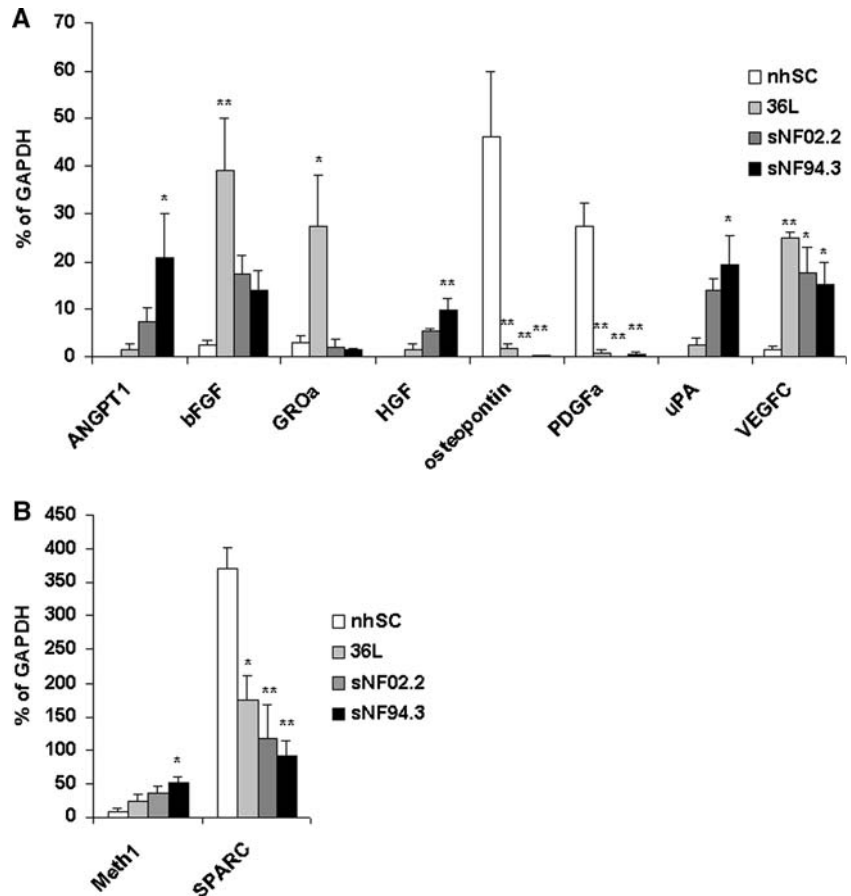 A
70
60
50
40
30
20
10
0
% of GAPDH
nhSC
36L
sNF02.2
sNF94.3
*
**
*
**
** ** **
** ** **
*
** * *
ANGPT1
bFGF
GROa
HGF
osteopontin
PDGFa
uPA
VEGFC
B
450
400
350
300
250
200
150
100
50
0
% of GAPDH
nhSC
36L
sNF02.2
sNF94.3
*
* ** **
Meth1
SPARC